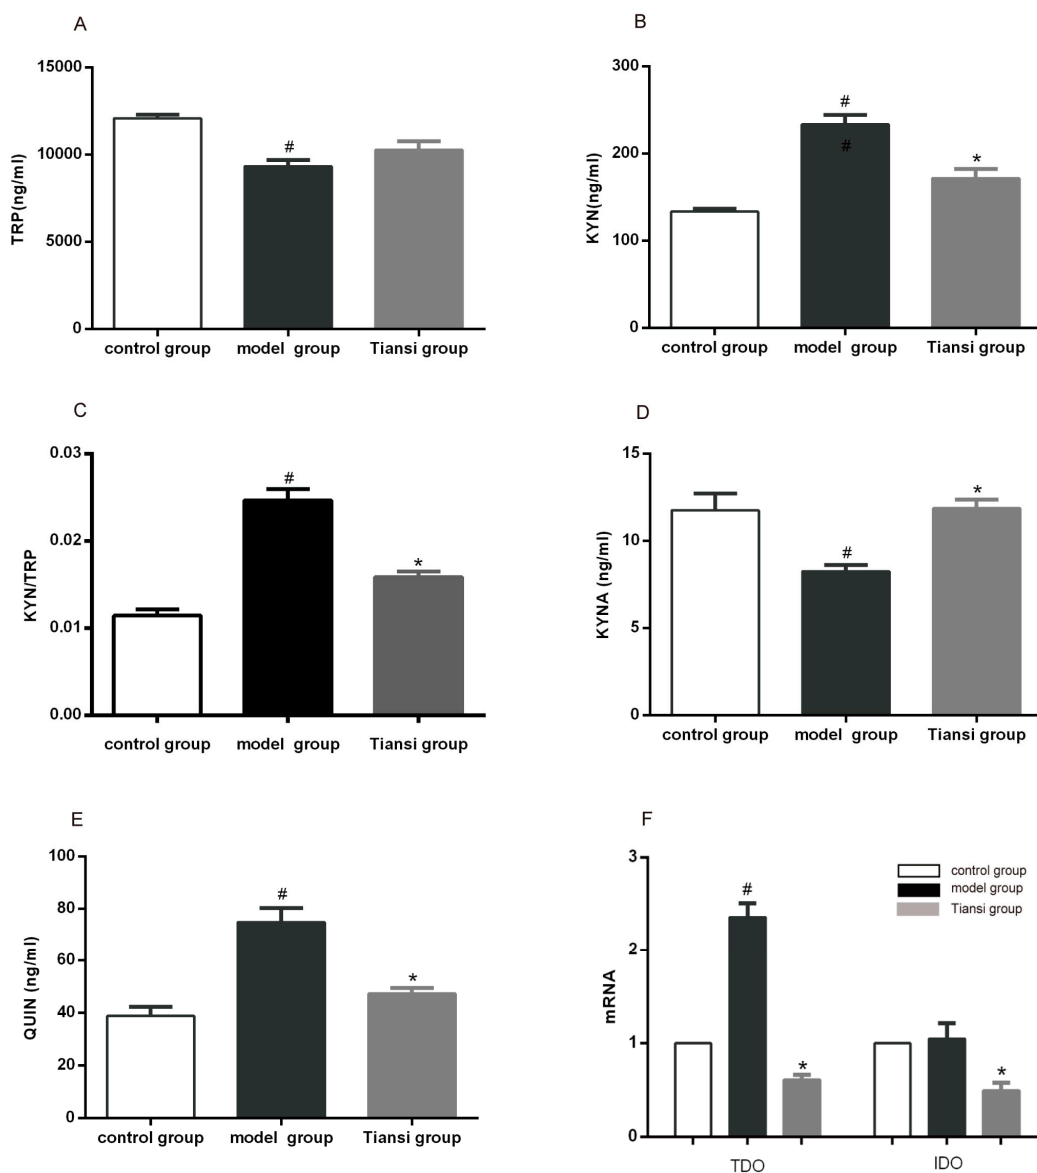 A
TRP(ng/ml)
15000
10000
5000
0
#
control group
model group
Tiansi group
B
KYN(ng/ml)
300
200
100
0
#
#
*
control group
model group
Tiansi group
C
KYN/TRP
0.03
0.02
0.01
0.00
#
*
control group
model group
Tiansi group
D
KYNA (ng/ml)
15
10
5
0
#
*
control group
model group
Tiansi group
E
QUIN (ng/ml)
100
80
60
40
20
0
#
*
control group
model group
Tiansi group
F
mRNA
3
2
1
0
control group
model group
Tiansi group
#
*
*
TDO
IDO